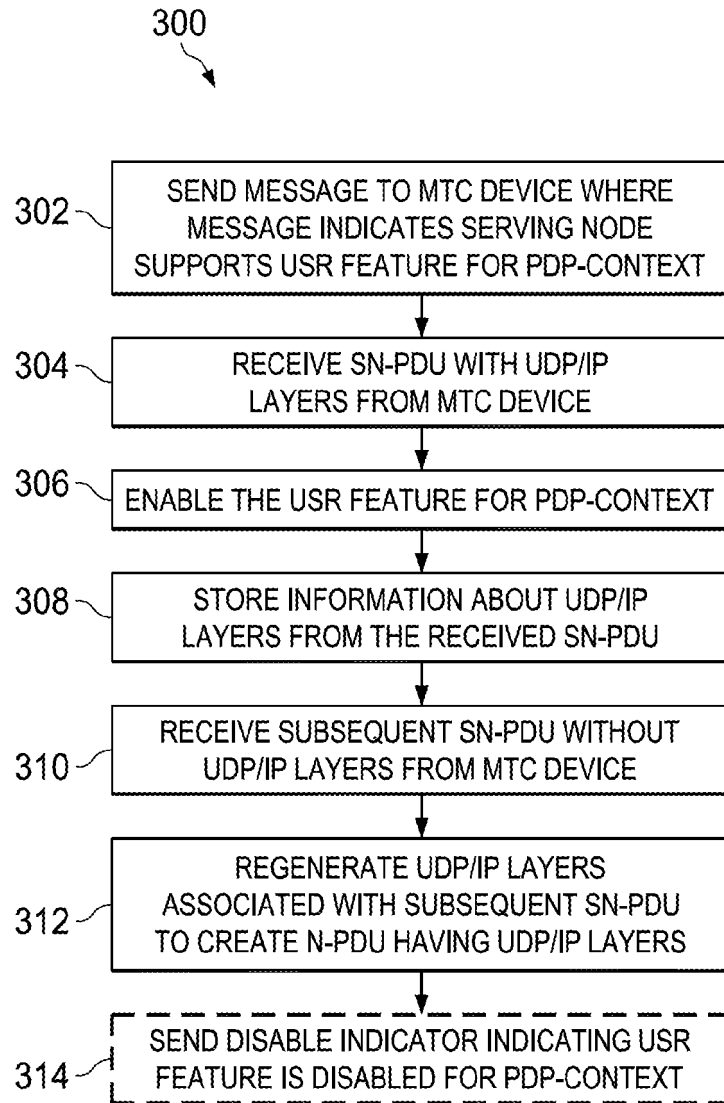 300
302
SEND MESSAGE TO MTC DEVICE WHERE
MESSAGE INDICATES SERVING NODE
SUPPORTS USR FEATURE FOR PDP-CONTEXT
304
RECEIVE SN-PDU WITH UDP/IP
LAYERS FROM MTC DEVICE
306
ENABLE THE USR FEATURE FOR PDP-CONTEXT
308
STORE INFORMATION ABOUT UDP/IP
LAYERS FROM THE RECEIVED SN-PDU
310
RECEIVE SUBSEQUENT SN-PDU WITHOUT
UDP/IP LAYERS FROM MTC DEVICE
312
REGENERATE UDP/IP LAYERS
ASSOCIATED WITH SUBSEQUENT SN-PDU
TO CREATE N-PDU HAVING UDP/IP LAYERS
314
SEND DISABLE INDICATOR INDICATING USR
FEATURE IS DISABLED FOR PDP-CONTEXT